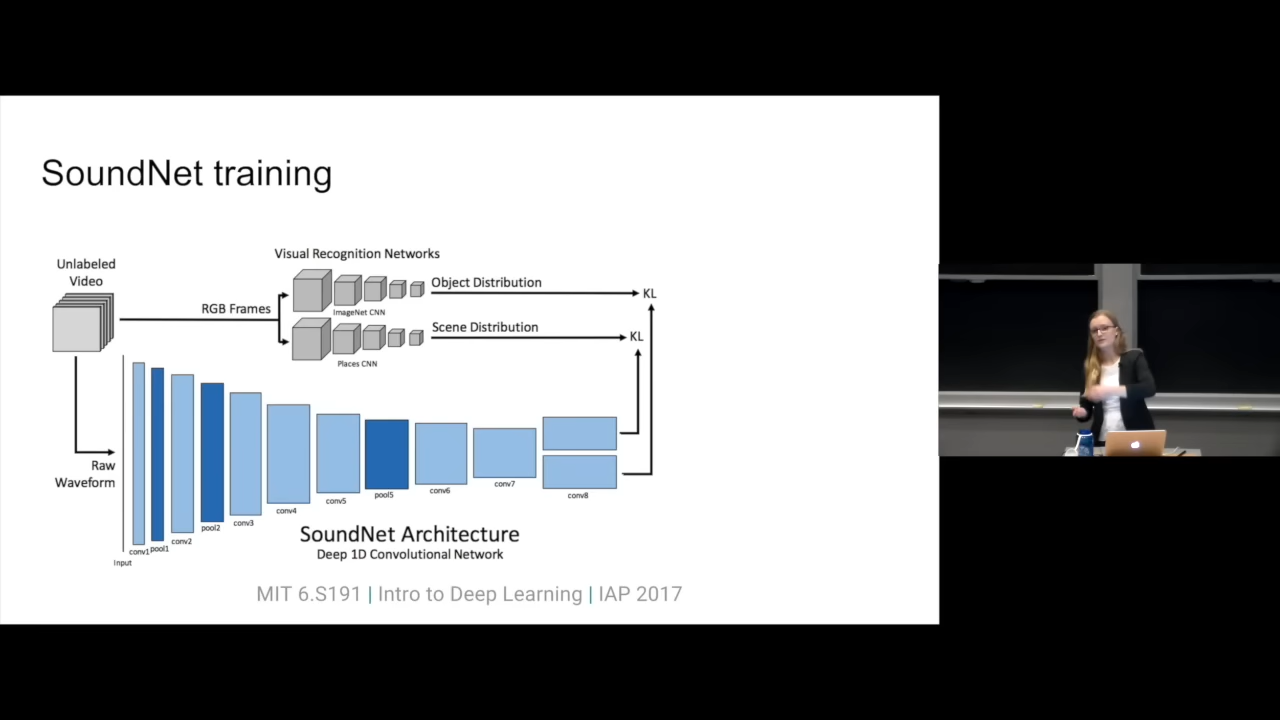 SoundNet training
Unlabeled
Video
RGB Frames
Visual Recognition Networks
ImageNet CNN
Places CNN
Object Distribution
KL
Scene Distribution
KL
Raw
Waveform
Input
conv1
pool1
conv2
pool2
conv3
conv4
conv5
pool5
conv6
conv7
conv8
SoundNet Architecture
Deep 1D Convolutional Network
MIT 6.S191 | Intro to Deep Learning | IAP 2017